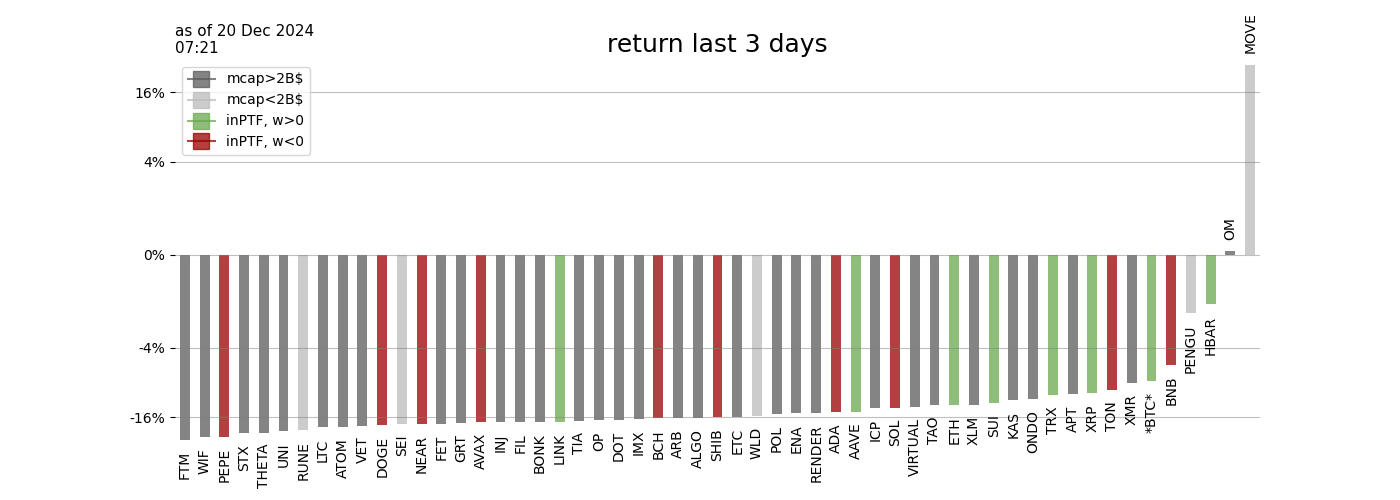 as of 20 Dec 2024
07:21
return last 3 days
mcap>2B$
mcap<2B$
inPTF, w>0
inPTF, w<0
16%
4%
0%
-4%
-16%
FTM
WIF
PEPE
STX
THETA
UNI
RUNE
LTC
ATOM
VET
DOGE
SEI
NEAR
FET
GRT
AVAX
INJ
FIL
BONK
LINK
TIA
OP
DOT
IMX
BCH
ARB
ALGO
SHIB
ETC
WLD
POL
ENA
RENDER
ADA
AAVE
ICP
SOL
VIRTUAL
TAO
ETH
XLM
SUI
KAS
ONDO
TRX
APT
XRP
TON
XMR
*BTC*
BNB
PENGU
HBAR
OM
MOVE